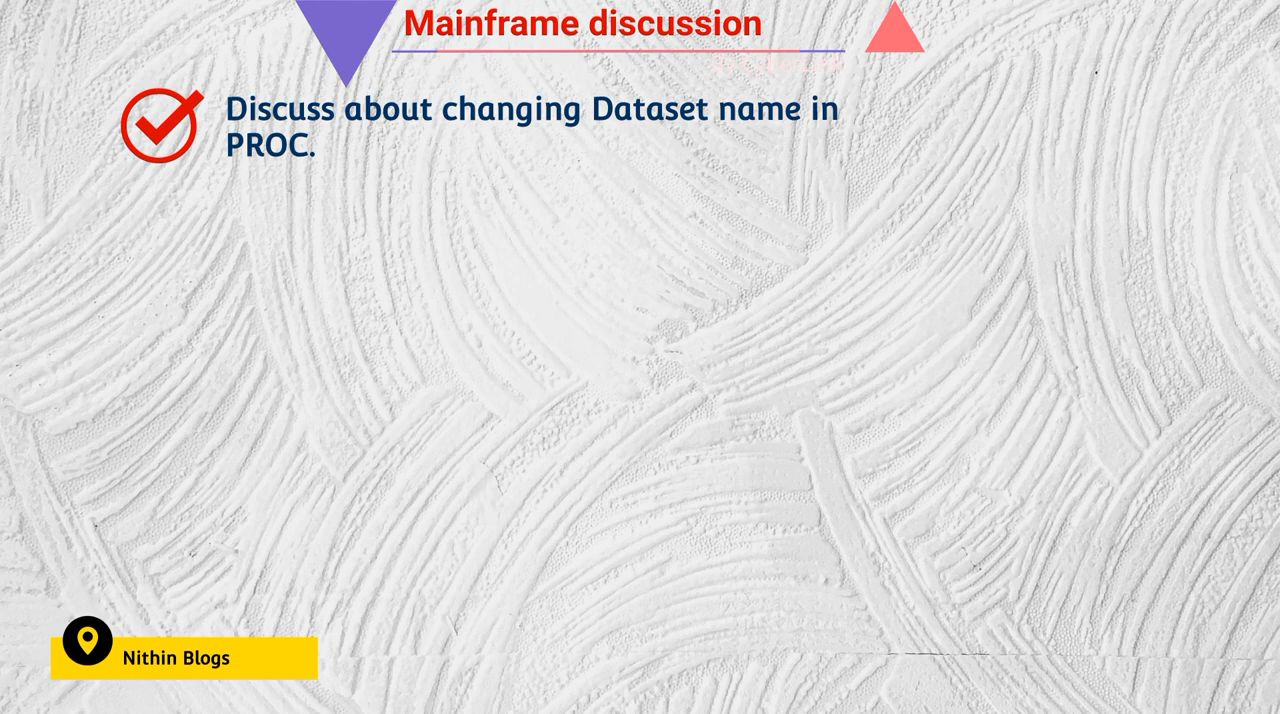 Mainframe discussion
Discuss about changing Dataset name in
PROC.
Nithin Blogs